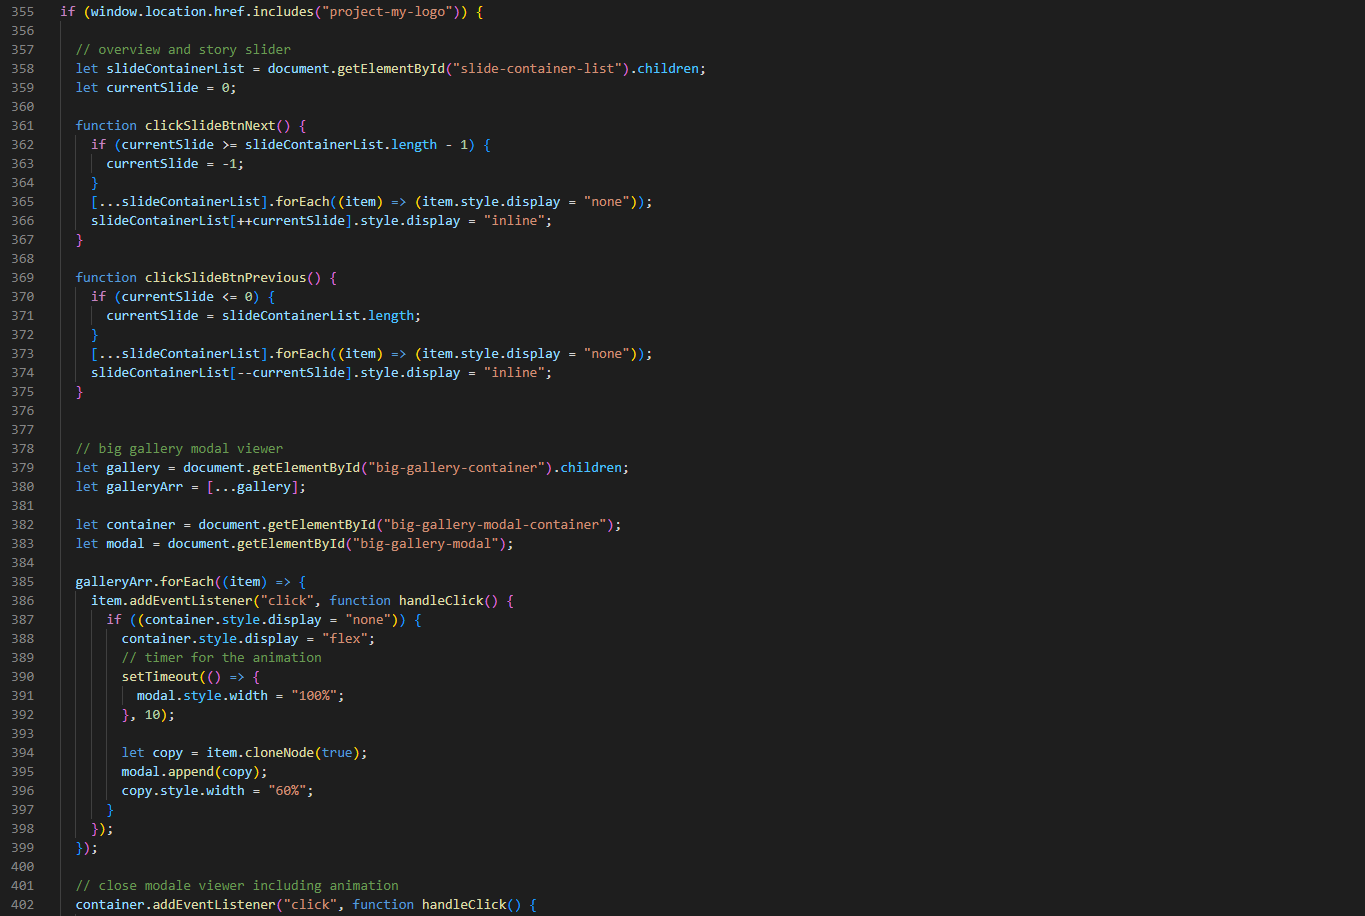 355 if (window.location.href.includes("project-my-logo")) {
356
357 // overview and story slider
358 let slideContainerList = document.getElementById("slide-container-list").children;
359 let currentSlide = 0;
360
361 function clickSlideBtnNext() {
362 if (currentSlide >= slideContainerList.length - 1) {
363 currentSlide = -1;
364 }
365 [...slideContainerList].forEach((item) => (item.style.display = "none"));
366 slideContainerList[++currentSlide].style.display = "inline";
367 }
368
369 function clickSlideBtnPrevious() {
370 if (currentSlide <= 0) {
371 currentSlide = slideContainerList.length;
372 }
373 [...slideContainerList].forEach((item) => (item.style.display = "none"));
374 slideContainerList[--currentSlide].style.display = "inline";
375 }
376
377
378 // big gallery modal viewer
379 let gallery = document.getElementById("big-gallery-container").children;
380 let galleryArr = [...gallery];
381
382 let container = document.getElementById("big-gallery-modal-container");
383 let modal = document.getElementById("big-gallery-modal");
384
385 galleryArr.forEach((item) => {
386 item.addEventListener("click", function handleClick() {
387 if ((container.style.display = "none")) {
388 container.style.display = "flex";
389 // timer for the animation
390 setTimeout(() => {
391 modal.style.width = "100%";
392 }, 10);
393
394 let copy = item.cloneNode(true);
395 modal.append(copy);
396 copy.style.width = "60%";
397 }
398 });
399 });
400
401 // close modale viewer including animation
402 container.addEventListener("click", function handleClick() {